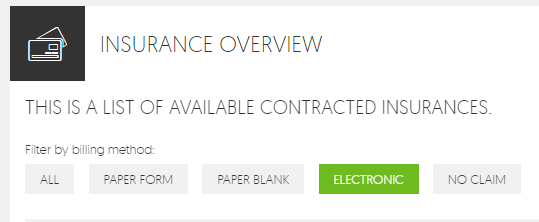 INSURANCE OVERVIEW
THIS IS A LIST OF AVAILABLE CONTRACTED INSURANCES.
Filter by billing method:
ALL PAPER FORM PAPER BLANK ELECTRONIC NO CLAIM